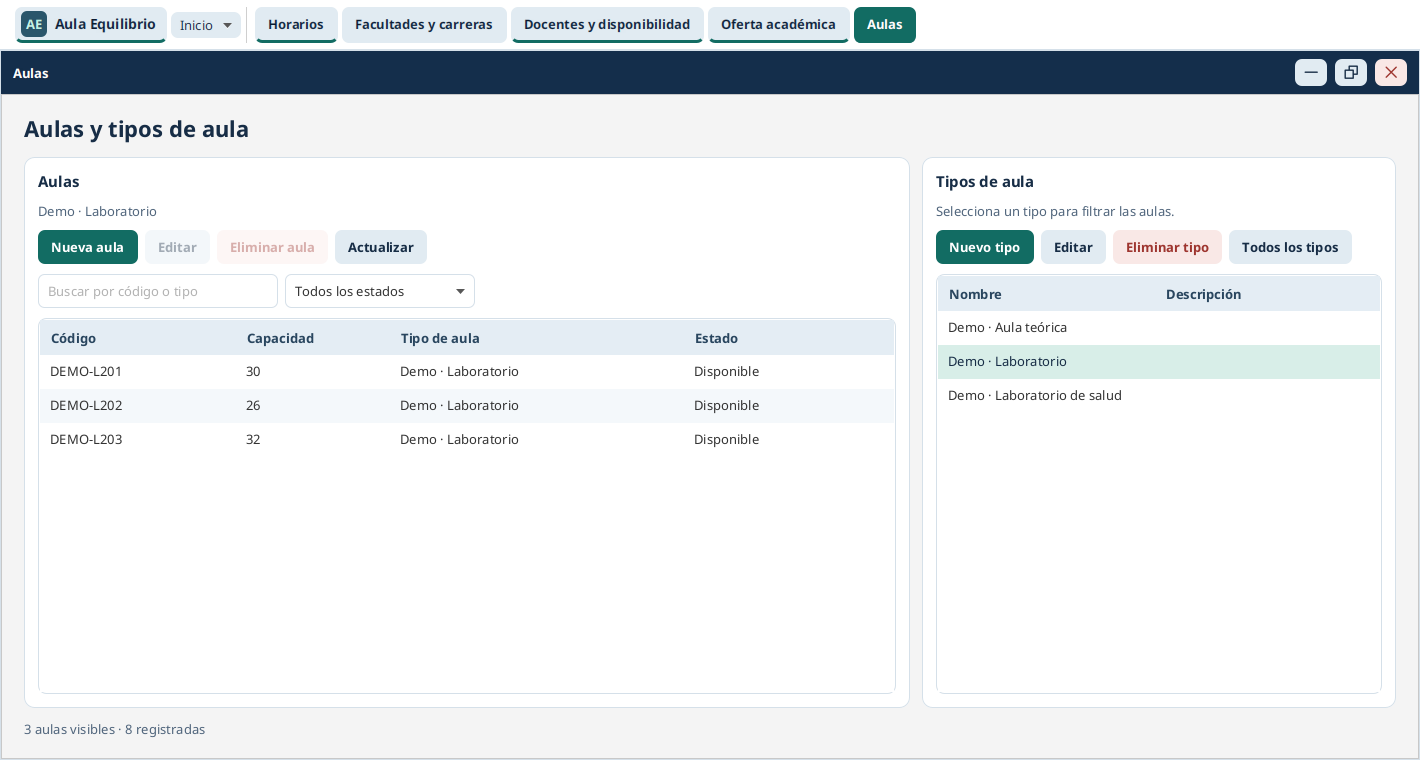 AE Aula Equilibrio Inicio Horarios Facultades y carreras Docentes y disponibilidad Oferta académica Aulas
Aulas
Aulas y tipos de aula
Aulas
Demo · Laboratorio
Nueva aula Editar Eliminar aula Actualizar
Buscar por código o tipo Todos los estados
Código Capacidad Tipo de aula Estado
DEMO-L201 30 Demo · Laboratorio Disponible
DEMO-L202 26 Demo · Laboratorio Disponible
DEMO-L203 32 Demo · Laboratorio Disponible
Tipos de aula
Selecciona un tipo para filtrar las aulas.
Nuevo tipo Editar Eliminar tipo Todos los tipos
Nombre Descripción
Demo · Aula teórica
Demo · Laboratorio
Demo · Laboratorio de salud
3 aulas visibles · 8 registradas